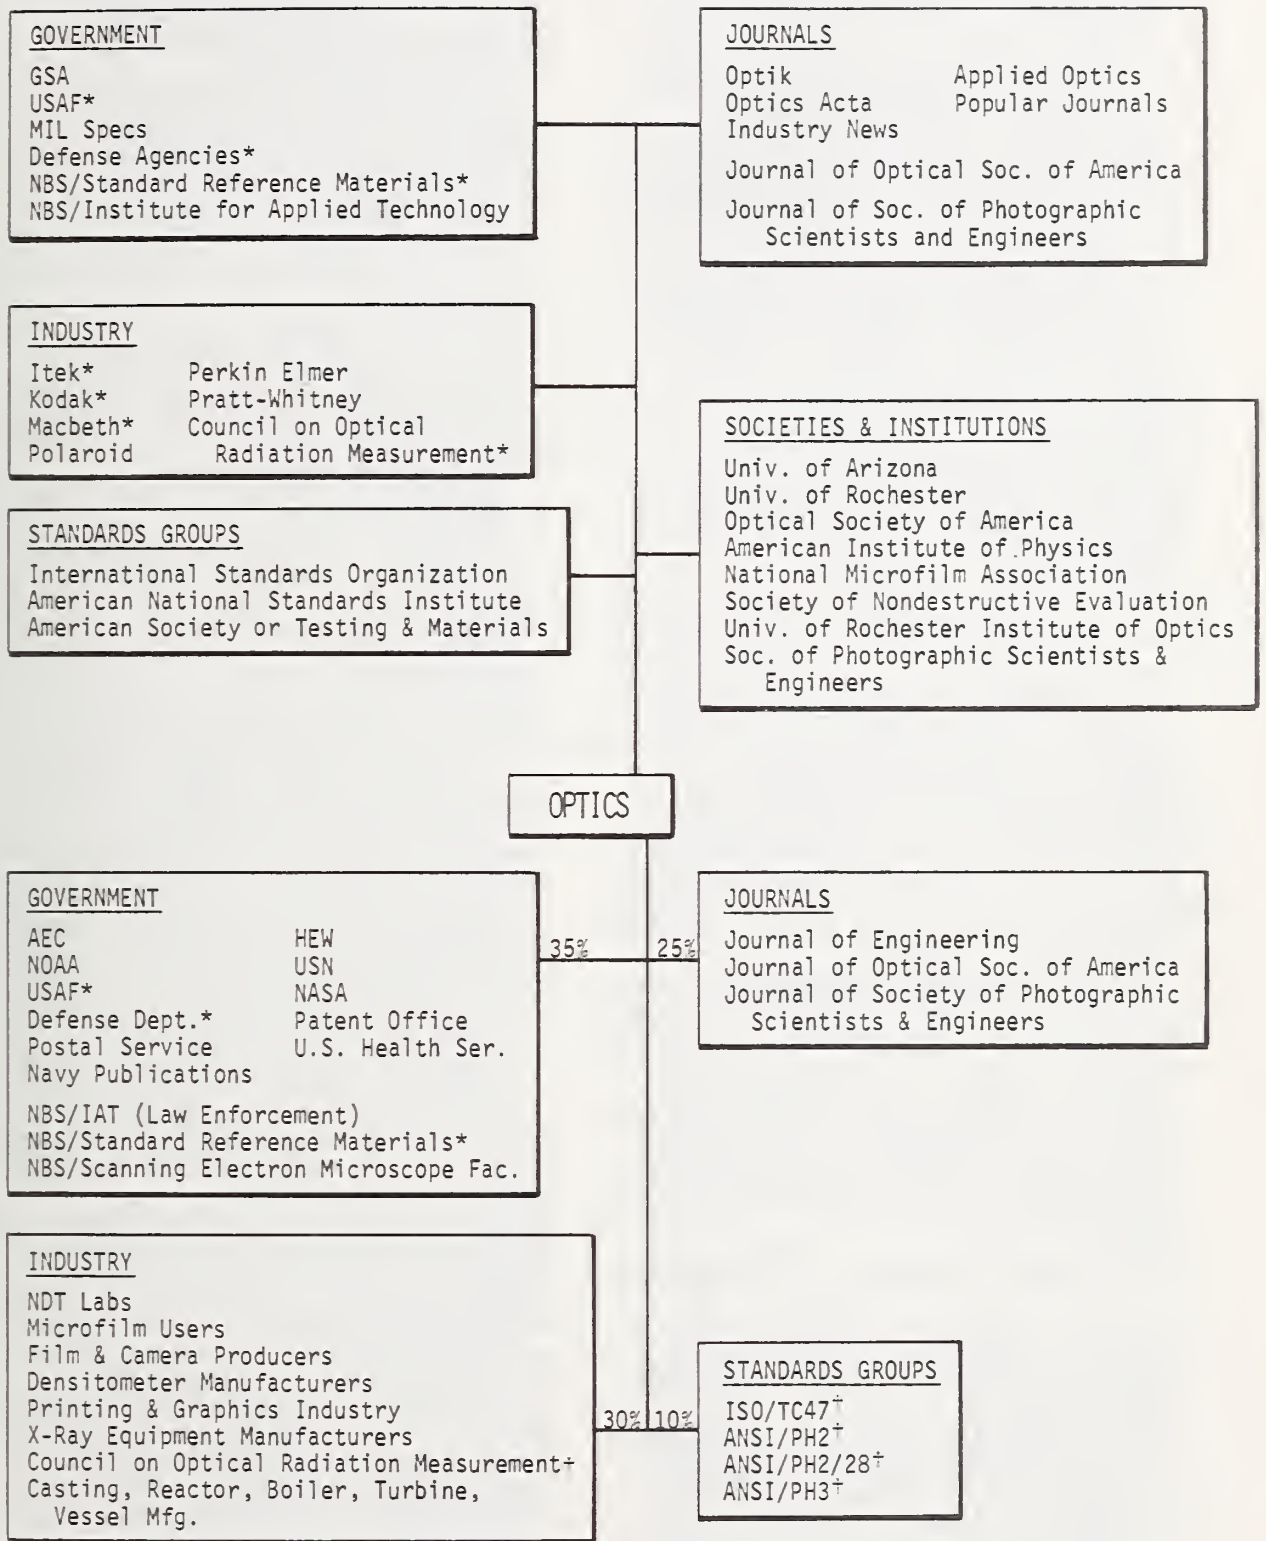 GOVERNMENT
GSA
USAF*
MIL Specs
Defense Agencies*
NBS/Standard Reference Materials*
NBS/Institute for Applied Technology
JOURNALS
Optik Applied Optics
Optics Acta Popular Journals
Industry News
Journal of Optical Soc. of America
Journal of Soc. of Photographic
Scientists and Engineers
INDUSTRY
Itek* Perkin Elmer
Kodak* Pratt-Whitney
Macbeth* Council on Optical
Polaroid Radiation Measurement*
SOCIETIES & INSTITUTIONS
Univ. of Arizona
Univ. of Rochester
Optical Society of America
American Institute of Physics
National Microfilm Association
Society of Nondestructive Evaluation
Univ. of Rochester Institute of Optics
Soc. of Photographic Scientists &
Engineers
STANDARDS GROUPS
International Standards Organization
American National Standards Institute
American Society or Testing & Materials
OPTICS
GOVERNMENT
AEC HEW
NOAA USN
USAF* NASA
Defense Dept.* Patent Office
Postal Service U.S. Health Ser.
Navy Publications
NBS/IAT (Law Enforcement)
NBS/Standard Reference Materials*
NBS/Scanning Electron Microscope Fac.
35% 25%
JOURNALS
Journal of Engineering
Journal of Optical Soc. of America
Journal of Society of Photographic
Scientists & Engineers
INDUSTRY
NDT Labs
Microfilm Users
Film & Camera Producers
Densitometer Manufacturers
Printing & Graphics Industry
X-Ray Equipment Manufacturers
Council on Optical Radiation Measurement†
Casting, Reactor, Boiler, Turbine,
Vessel Mfg.
30% 10%
STANDARDS GROUPS
ISO/TC47†
ANSI/PH2†
ANSI/PH2/28†
ANSI/PH3†